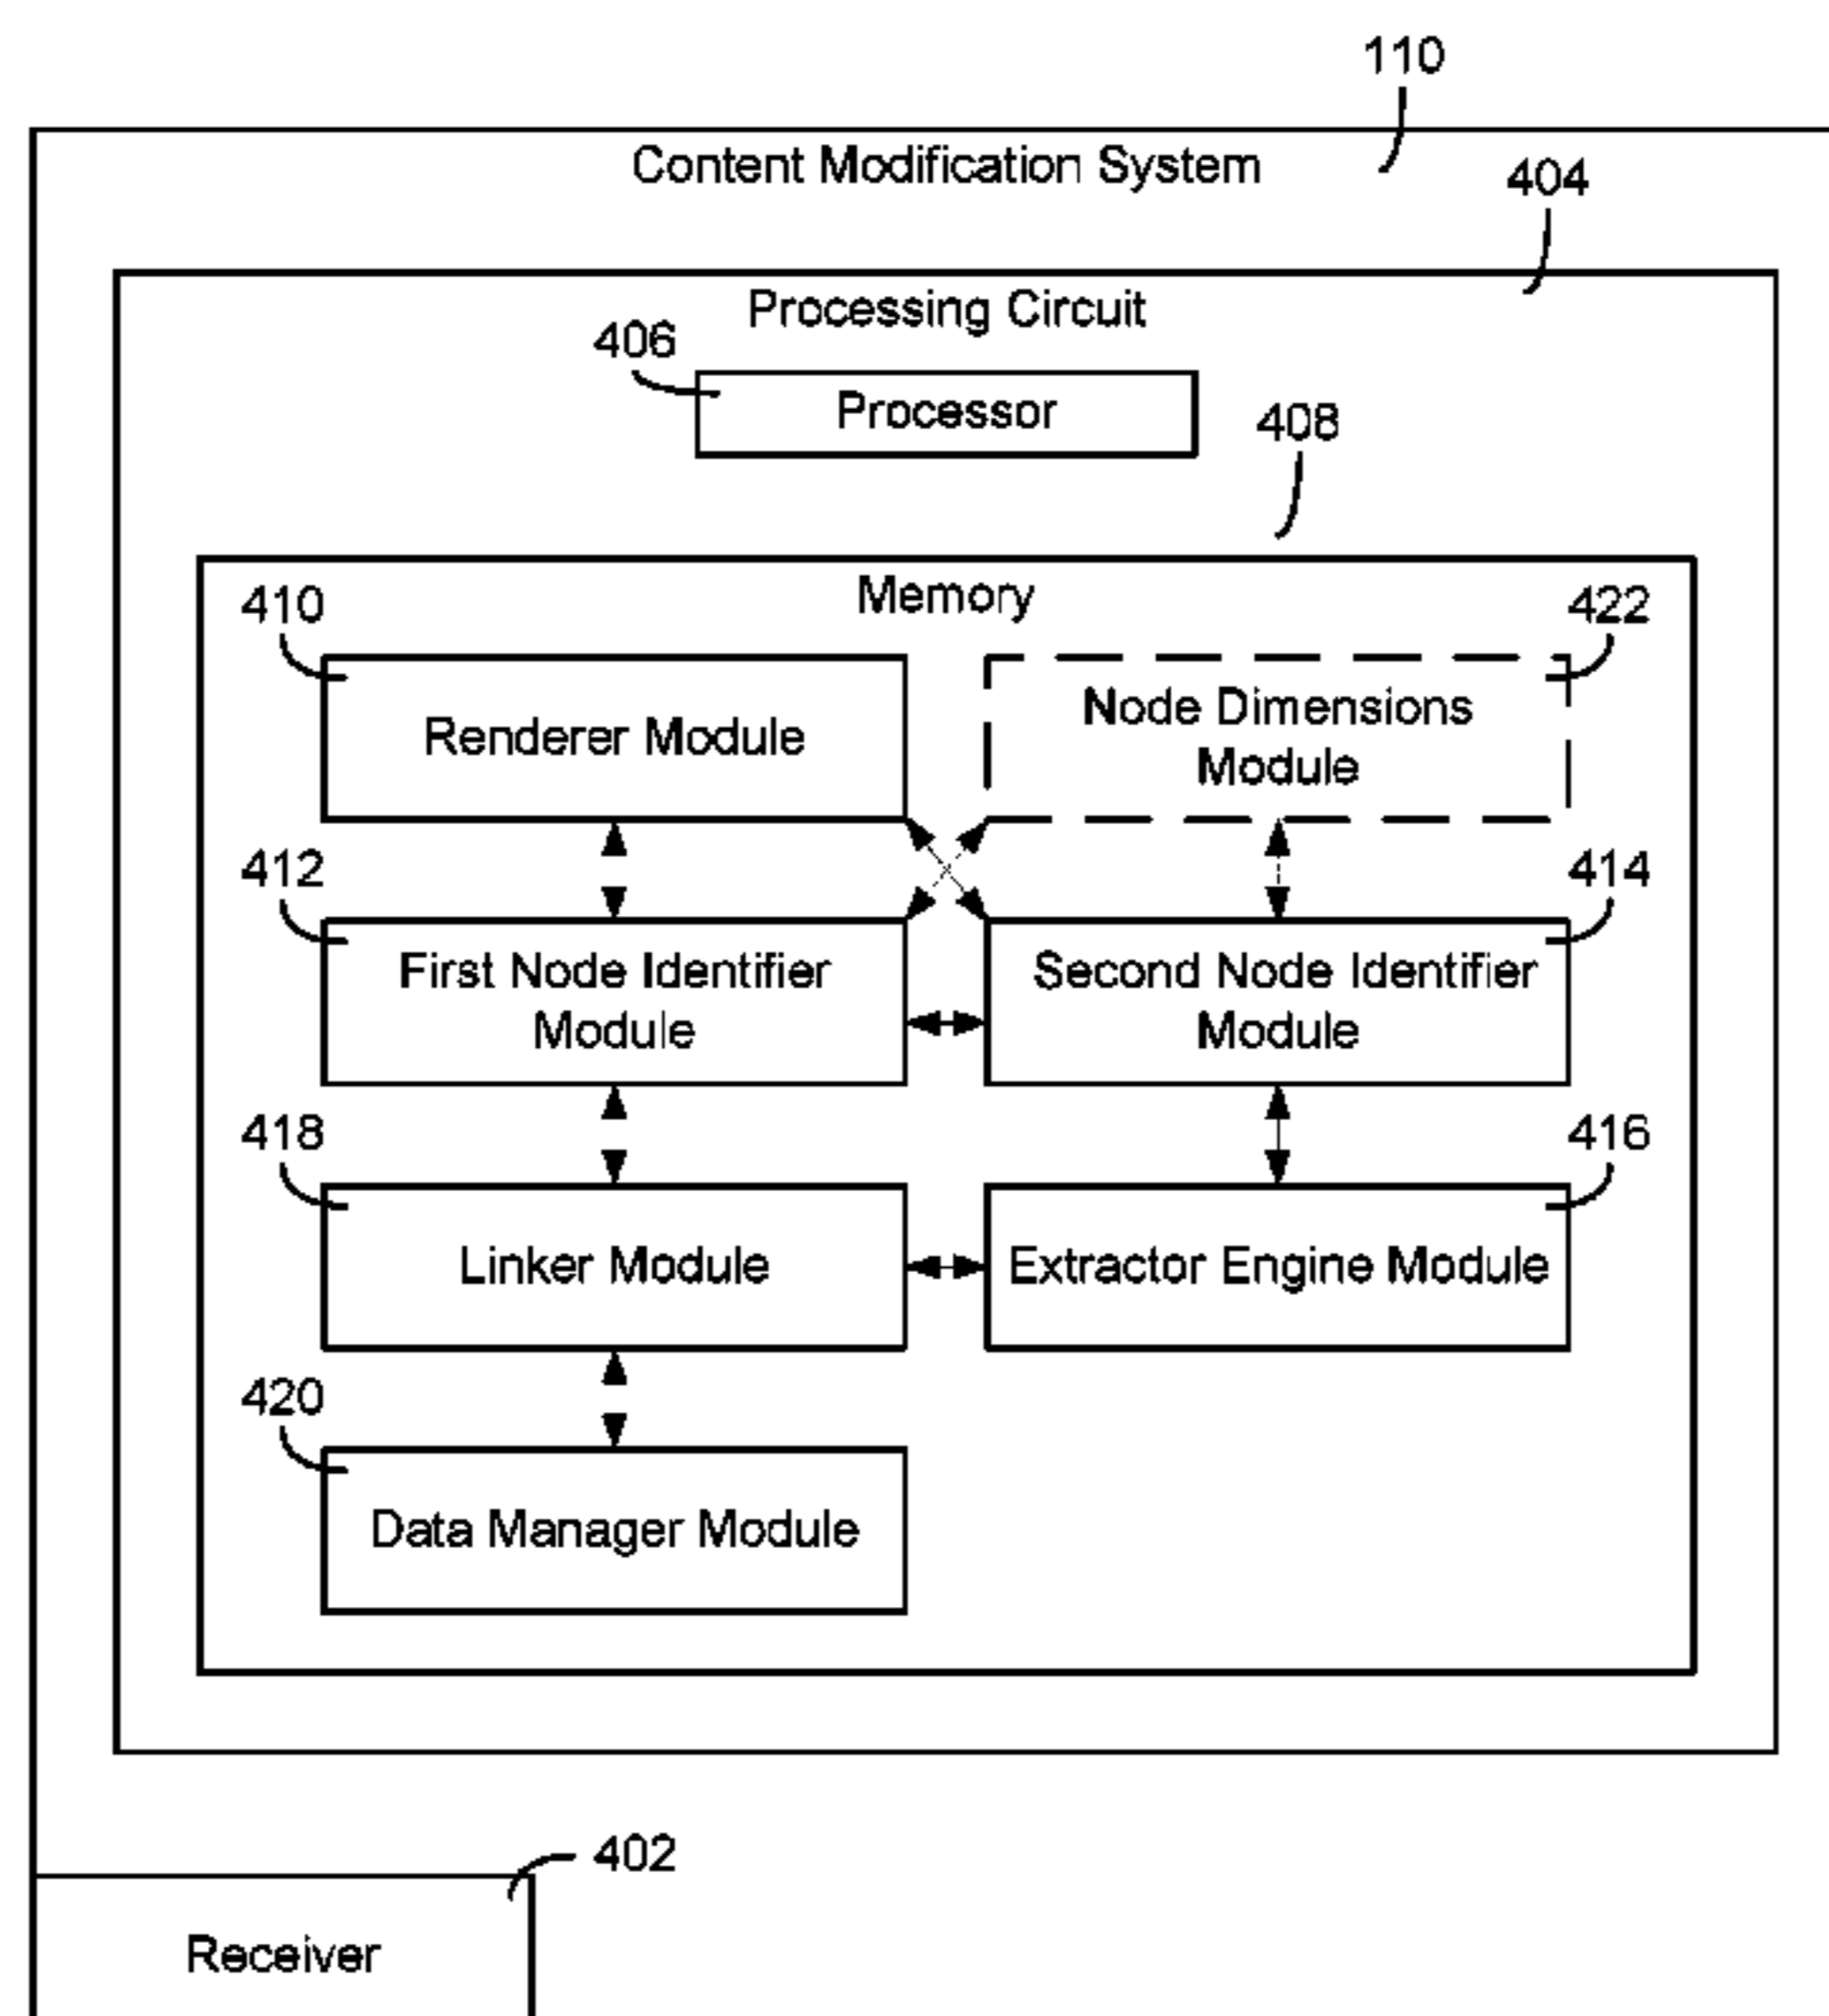 110
Content Modification System
404
Processing Circuit
406
Processor
408
Memory
410
422
Renderer Module
Node Dimensions
Module
412
414
First Node Identifier
Module
Second Node Identifier
Module
418
416
Linker Module
Extractor Engine Module
420
Data Manager Module
402
Receiver